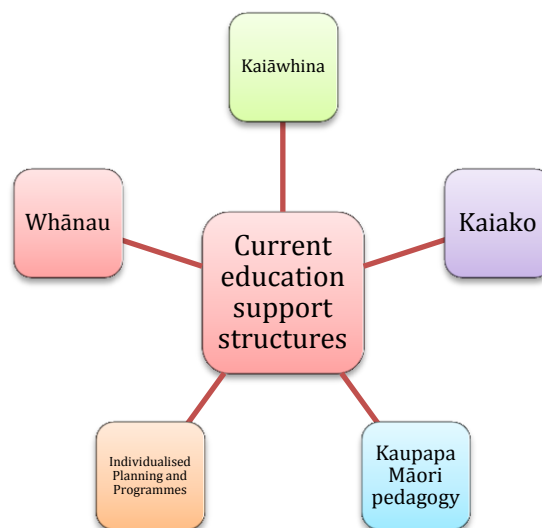 Kaiāwhina
Whānau
Kaiako
Current
education
support
structures
Individualised
Planning and
Programmes
Kaupapa
Māori
pedagogy